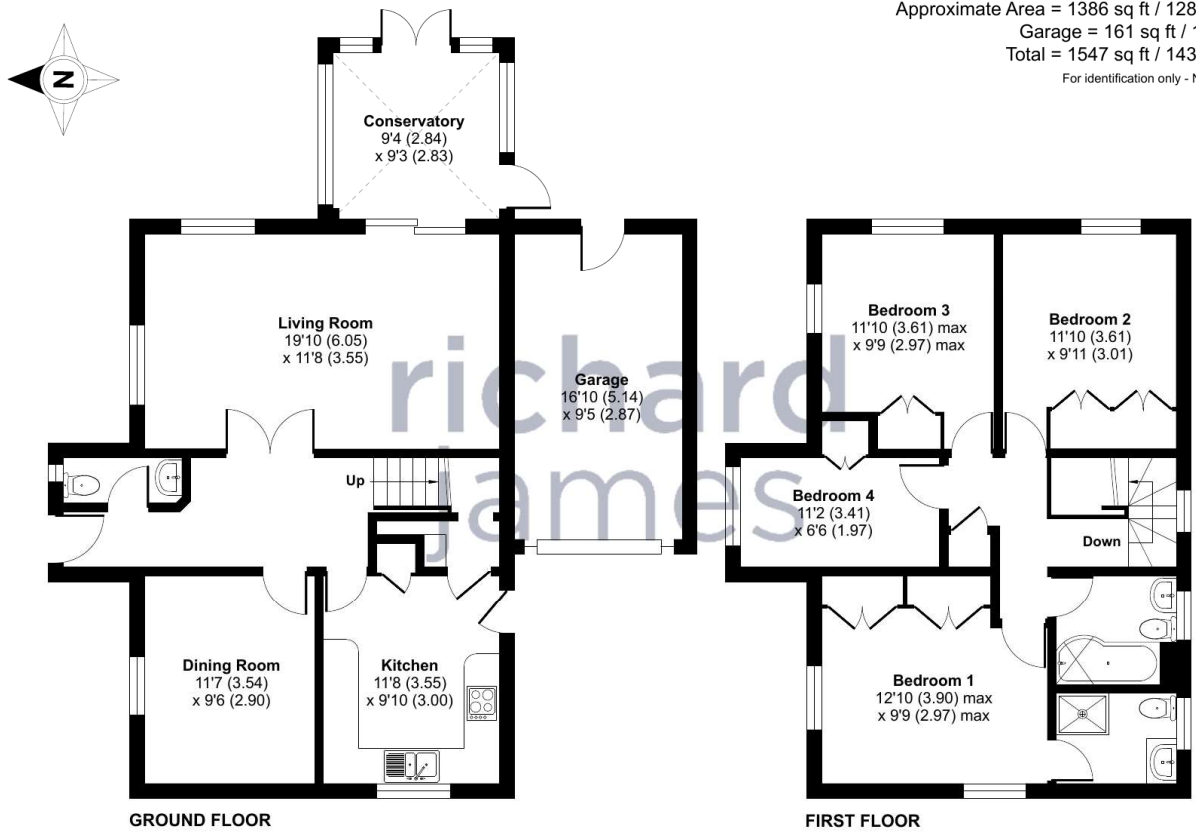 Approximate Area = 1386 sq ft / 128
Garage = 161 sq ft / 1
Total = 1547 sq ft / 143
For identification only - N
N
Conservatory
9'4 (2.84)
x 9'3 (2.83)
Living Room
19'10 (6.05)
x 11'8 (3.55)
Garage
16'10 (5.14)
x 9'5 (2.87)
Bedroom 3
11'10 (3.61) max
x 9'9 (2.97) max
Bedroom 2
11'10 (3.61)
x 9'11 (3.01)
richard
james
Up
Bedroom 4
11'2 (3.41)
x 6'6 (1.97)
Down
Dining Room
11'7 (3.54)
x 9'6 (2.90)
Kitchen
11'8 (3.55)
x 9'10 (3.00)
Bedroom 1
12'10 (3.90) max
x 9'9 (2.97) max
GROUND FLOOR
FIRST FLOOR